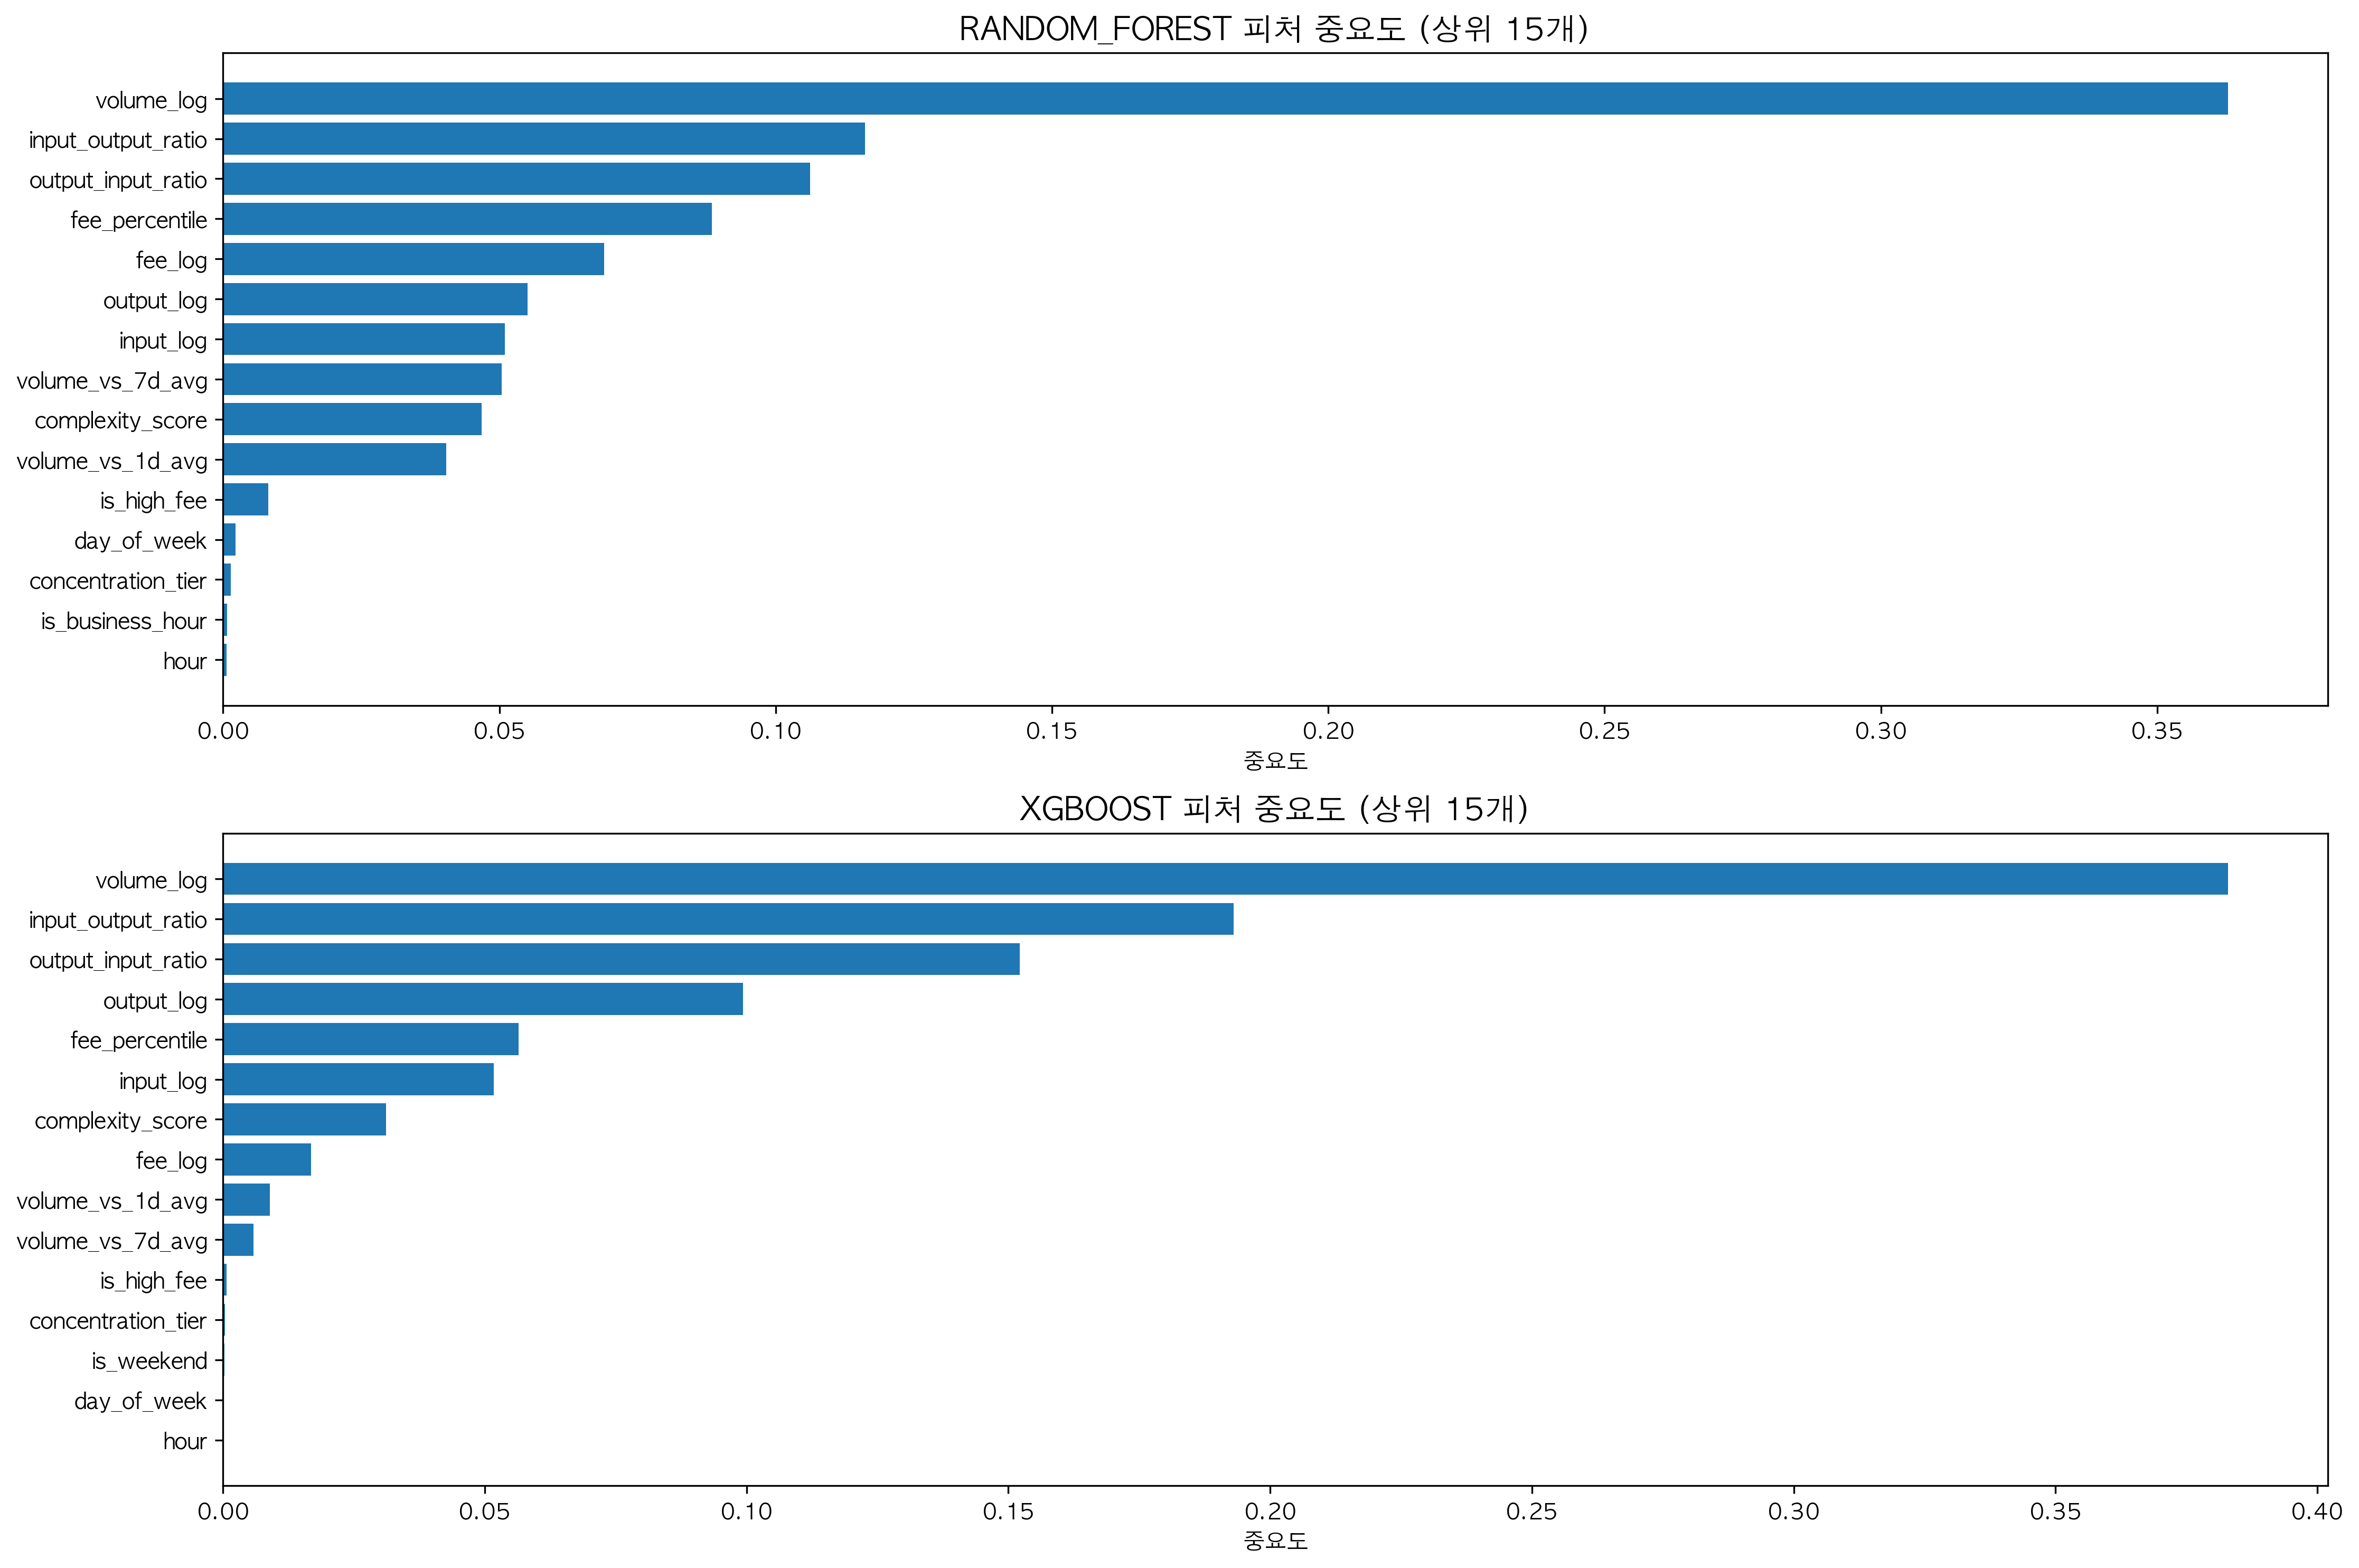 RANDOM_FOREST 피처 중요도 (상위 15개)
volume_log
input_output_ratio
output_input_ratio
fee_percentile
fee_log
output_log
input_log
volume_vs_7d_avg
complexity_score
volume_vs_1d_avg
is_high_fee
day_of_week
concentration_tier
is_business_hour
hour
0.00 0.05 0.10 0.15 0.20 0.25 0.30 0.35
중요도
XGBOOST 피처 중요도 (상위 15개)
volume_log
input_output_ratio
output_input_ratio
output_log
fee_percentile
input_log
complexity_score
fee_log
volume_vs_1d_avg
volume_vs_7d_avg
is_high_fee
concentration_tier
is_weekend
day_of_week
hour
0.00 0.05 0.10 0.15 0.20 0.25 0.30 0.35 0.40
중요도